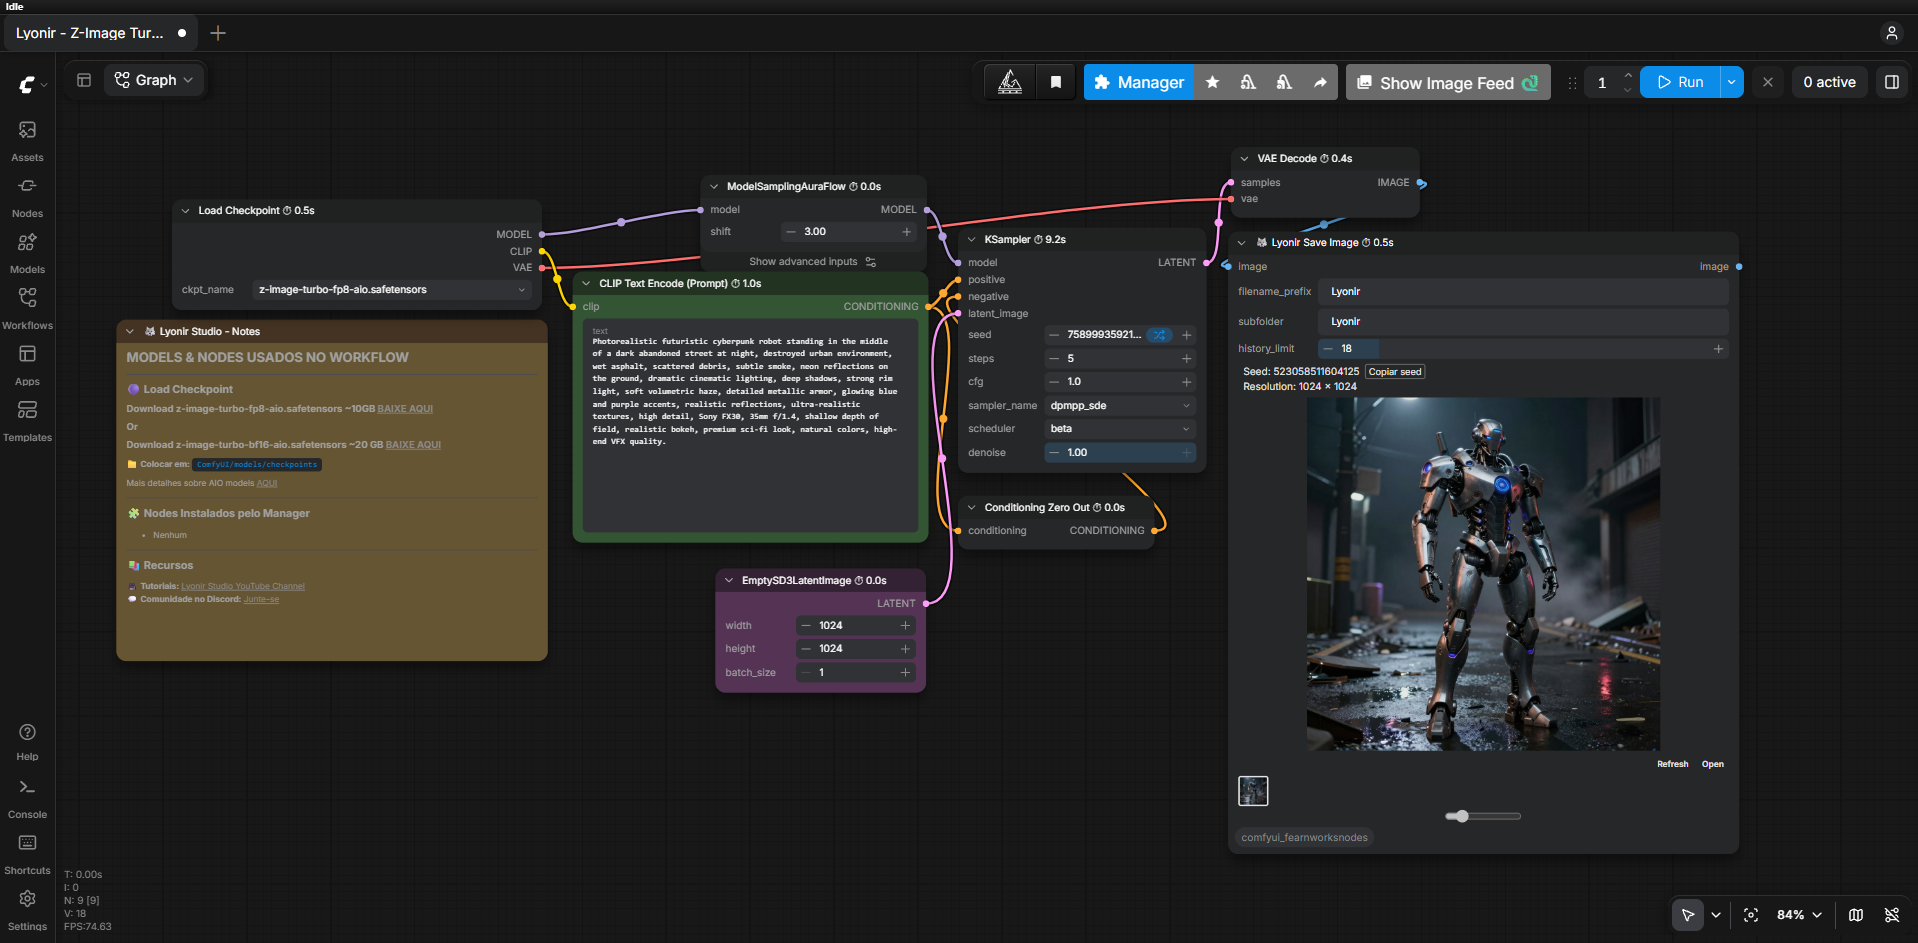 Idle
Lyonir - Z-Image Tur...
Graph
Manager
Show Image Feed
1
Run
0 active
Assets
Nodes
Models
Workflows
Apps
Templates
Help
Console
Shortcuts
Settings
Load Checkpoint 0.5s
MODEL
CLIP
VAE
ckpt_name z-image-turbo-fp8-aio.safetensors
Lyonir Studio - Notes
MODELS & NODES USADOS NO WORKFLOW
Load Checkpoint
Download z-image-turbo-fp8-aio.safetensors ~10GB BAIXE AQUI
Or
Download z-image-turbo-bf16-aio.safetensors ~20 GB BAIXE AQUI
Colocar em: ComfyUI/models/checkpoints
Mais detalhes sobre AIO models AQUI
Nodes Instalados pelo Manager
• Nenhum
Recursos
Tutoriais: Lyonir Studio YouTube Channel
Comunidade no Discord: Junte-se
ModelSamplingAuraFlow 0.0s
model MODEL
shift 3.00
Show advanced inputs
CLIP Text Encode (Prompt) 1.0s
clip CONDITIONING
text
Photorealistic futuristic cyberpunk robot standing in the middle
of a dark abandoned street at night, destroyed urban environment,
wet asphalt, scattered debris, subtle smoke, neon reflections on
the ground, dramatic cinematic lighting, deep shadows, strong rim
light, soft volumetric haze, detailed metallic armor, glowing blue
and purple accents, realistic reflections, ultra-realistic
textures, high detail, Sony FX30, 35mm f/1.4, shallow depth of
field, realistic bokeh, premium sci-fi look, natural colors, high-
end VFX quality.
EmptySD3LatentImage 0.0s
LATENT
width 1024
height 1024
batch_size 1
KSampler 9.2s
model LATENT
positive
negative
latent_image
seed 75899935921...
steps 5
cfg 1.0
sampler_name dpmpp_sde
scheduler beta
denoise 1.00
Conditioning Zero Out 0.0s
conditioning CONDITIONING
VAE Decode 0.4s
samples IMAGE
vae
Lyonir Save Image 0.5s
image image
filename_prefix Lyonir
subfolder Lyonir
history_limit 18
Seed: 523058511604125 Copiar seed
Resolution: 1024 × 1024
Refresh Open
comfyui_fearnworksnodes
T: 0.00s
I: 0
N: 9 [9]
V: 18
FPS:74.63
84%